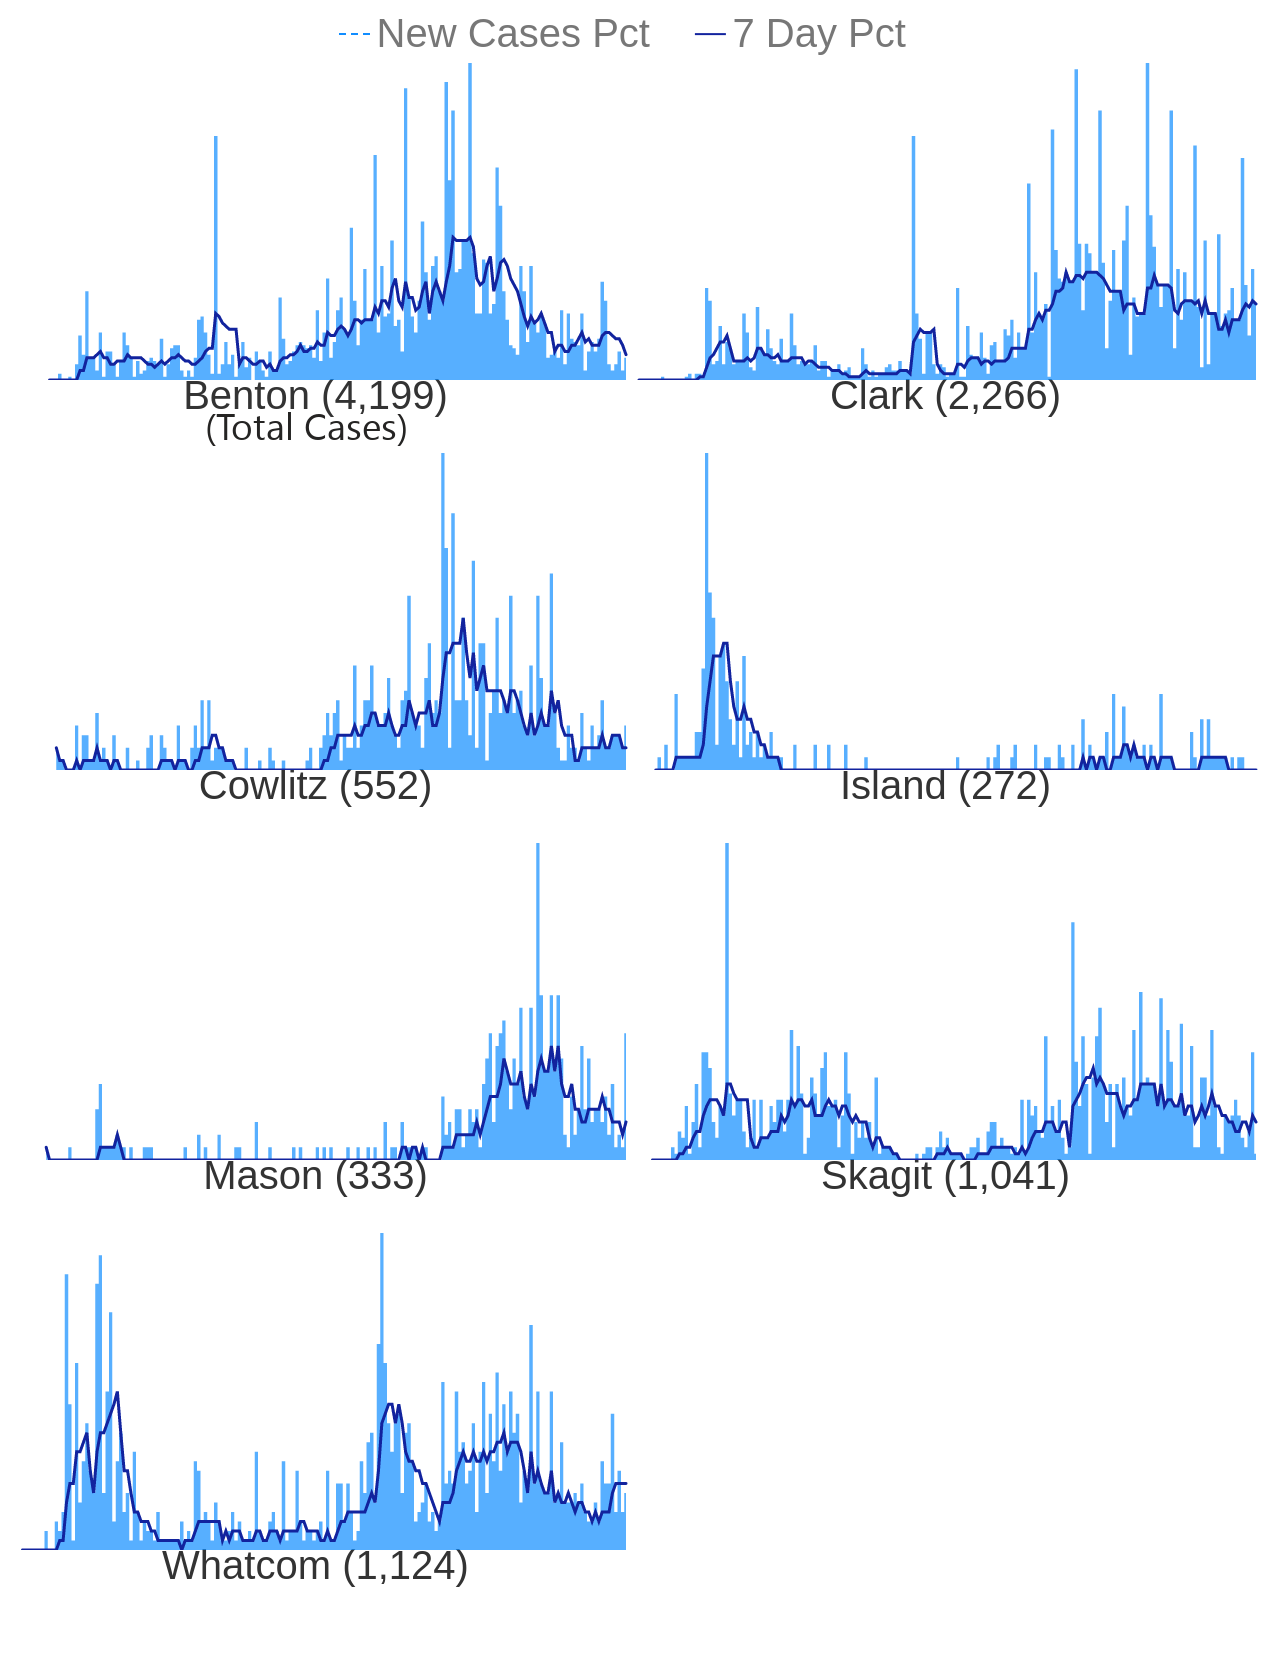 New Cases Pct 7 Day Pct
Benton (4,199) Clark (2,266)
(Total Cases)
Cowlitz (552) Island (272)
Mason (333) Skagit (1,041)
Whatcom (1,124)